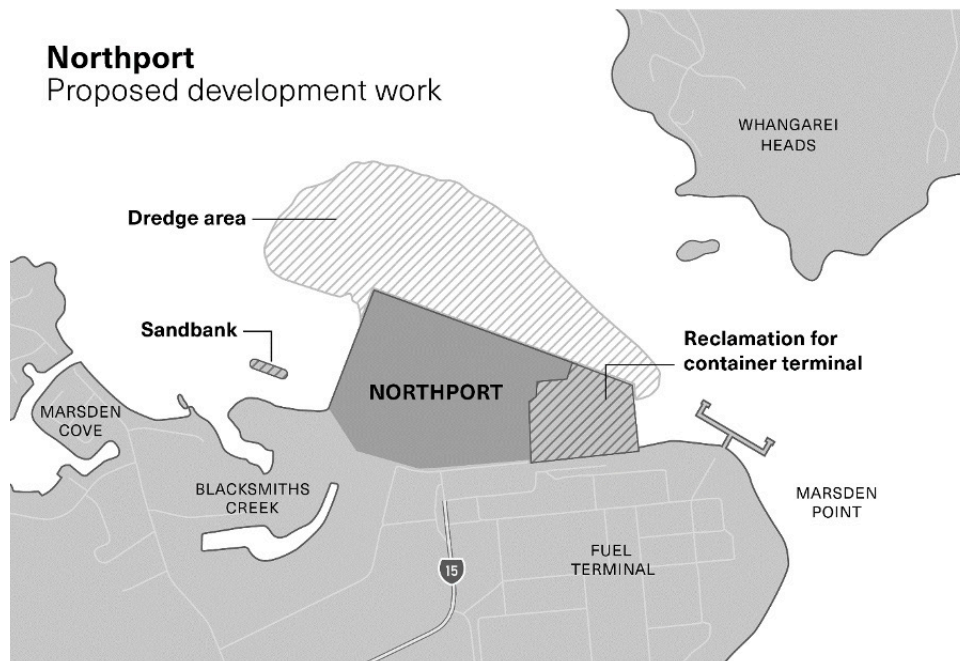 Northport
Proposed development work
WHANGAREI
HEADS
Dredge area
Sandbank
Reclamation for
container terminal
NORTHPORT
MARSDEN
COVE
BLACKSMITHS
CREEK
MARSDEN
POINT
FUEL
TERMINAL
15